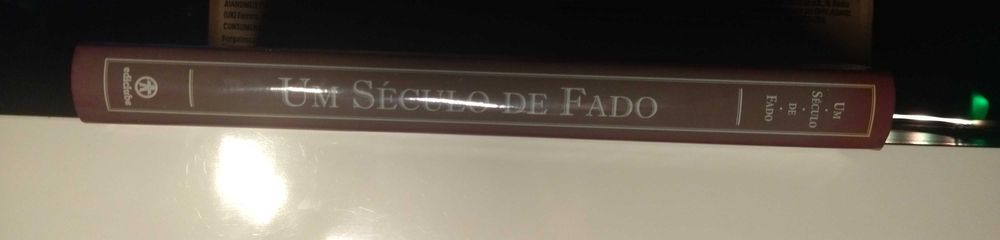 ediclube
UM SÉCULO DE FADO
UM
·
SÉCULO
·
DE
·
FADO